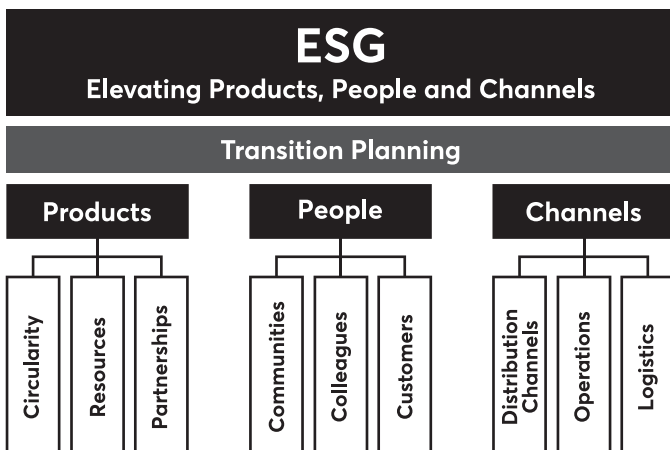 ESG
Elevating Products, People and Channels
Transition Planning
Products
People
Channels
Circularity
Resources
Partnerships
Communities
Colleagues
Customers
Distribution
Channels
Operations
Logistics